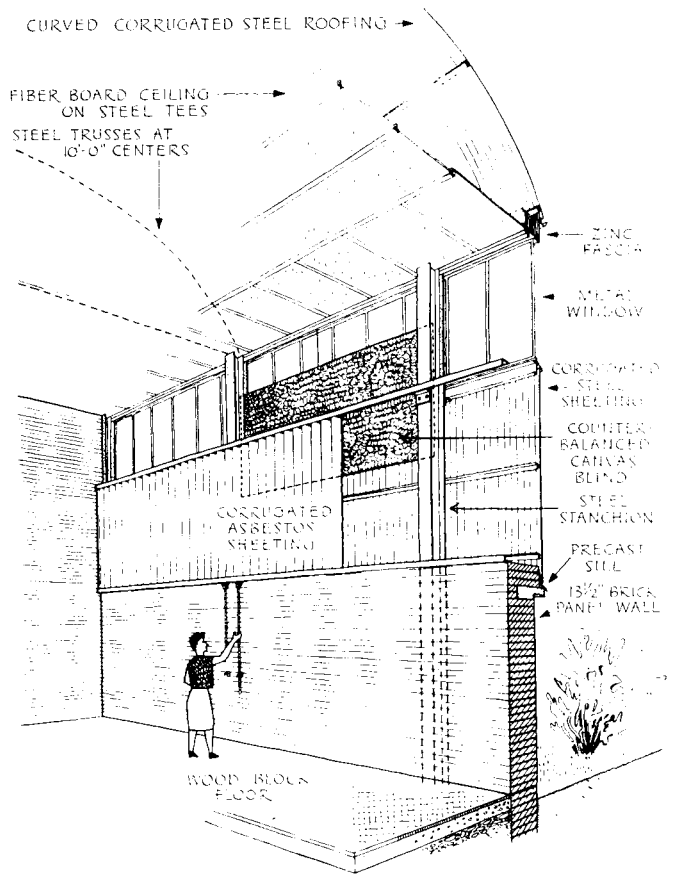 CURVED CORRUGATED STEEL ROOFING
FIBER BOARD CEILING
ON STEEL TEES
STEEL TRUSSES AT
10'-0" CENTERS
ZINC
FASCIA
METAL
WINDOW
CORRUGATED
STEEL
SHEETING
COUNTER-
BALANCED
CANVAS
BLIND
CORRUGATED
ASBESTOS
SHEETING
STEEL
STANCHION
PRECAST
SILL
13½" BRICK
PANEL WALL
WOOD BLOCK
FLOOR